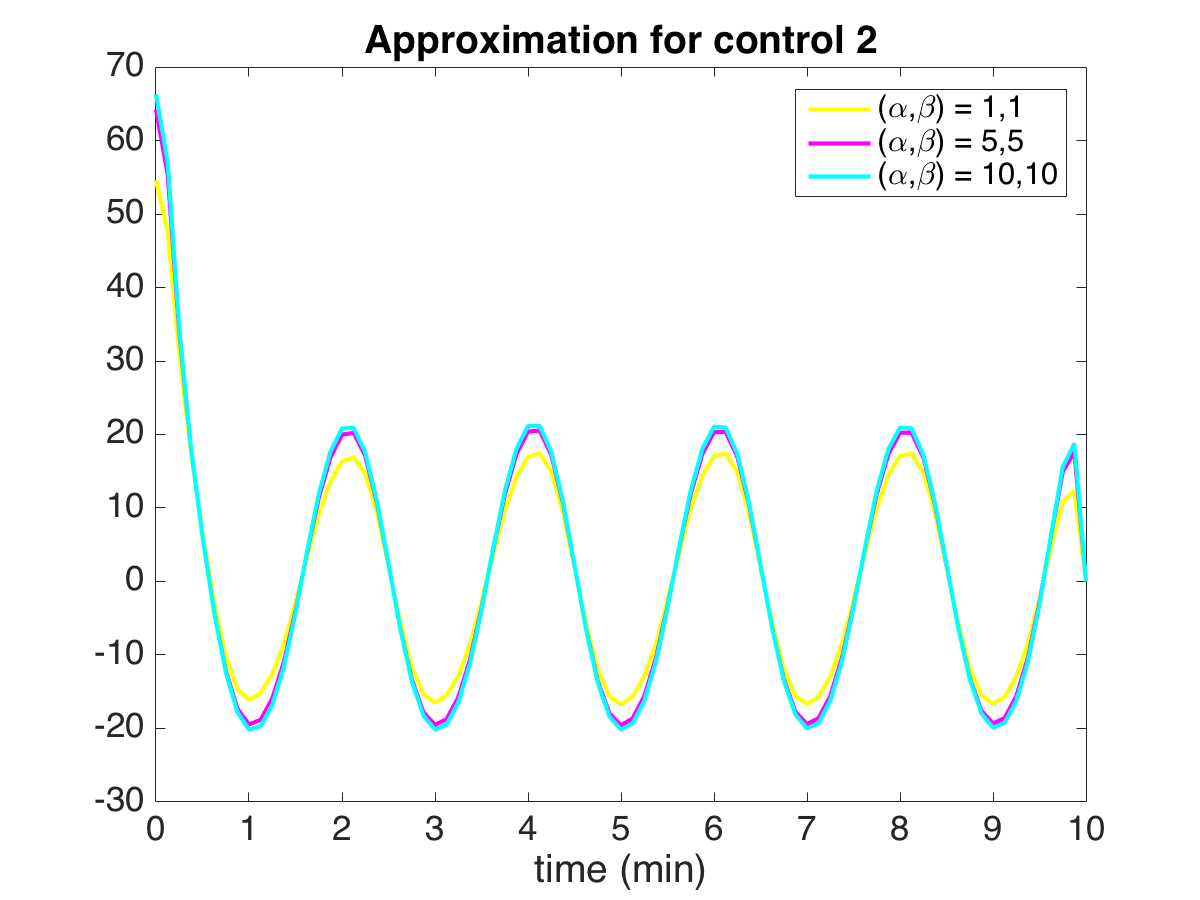 Approximation for control 2
70
60
50
40
30
20
10
0
-10
-20
-30
(α,β) = 1,1
(α,β) = 5,5
(α,β) = 10,10
0 1 2 3 4 5 6 7 8 9 10
time (min)